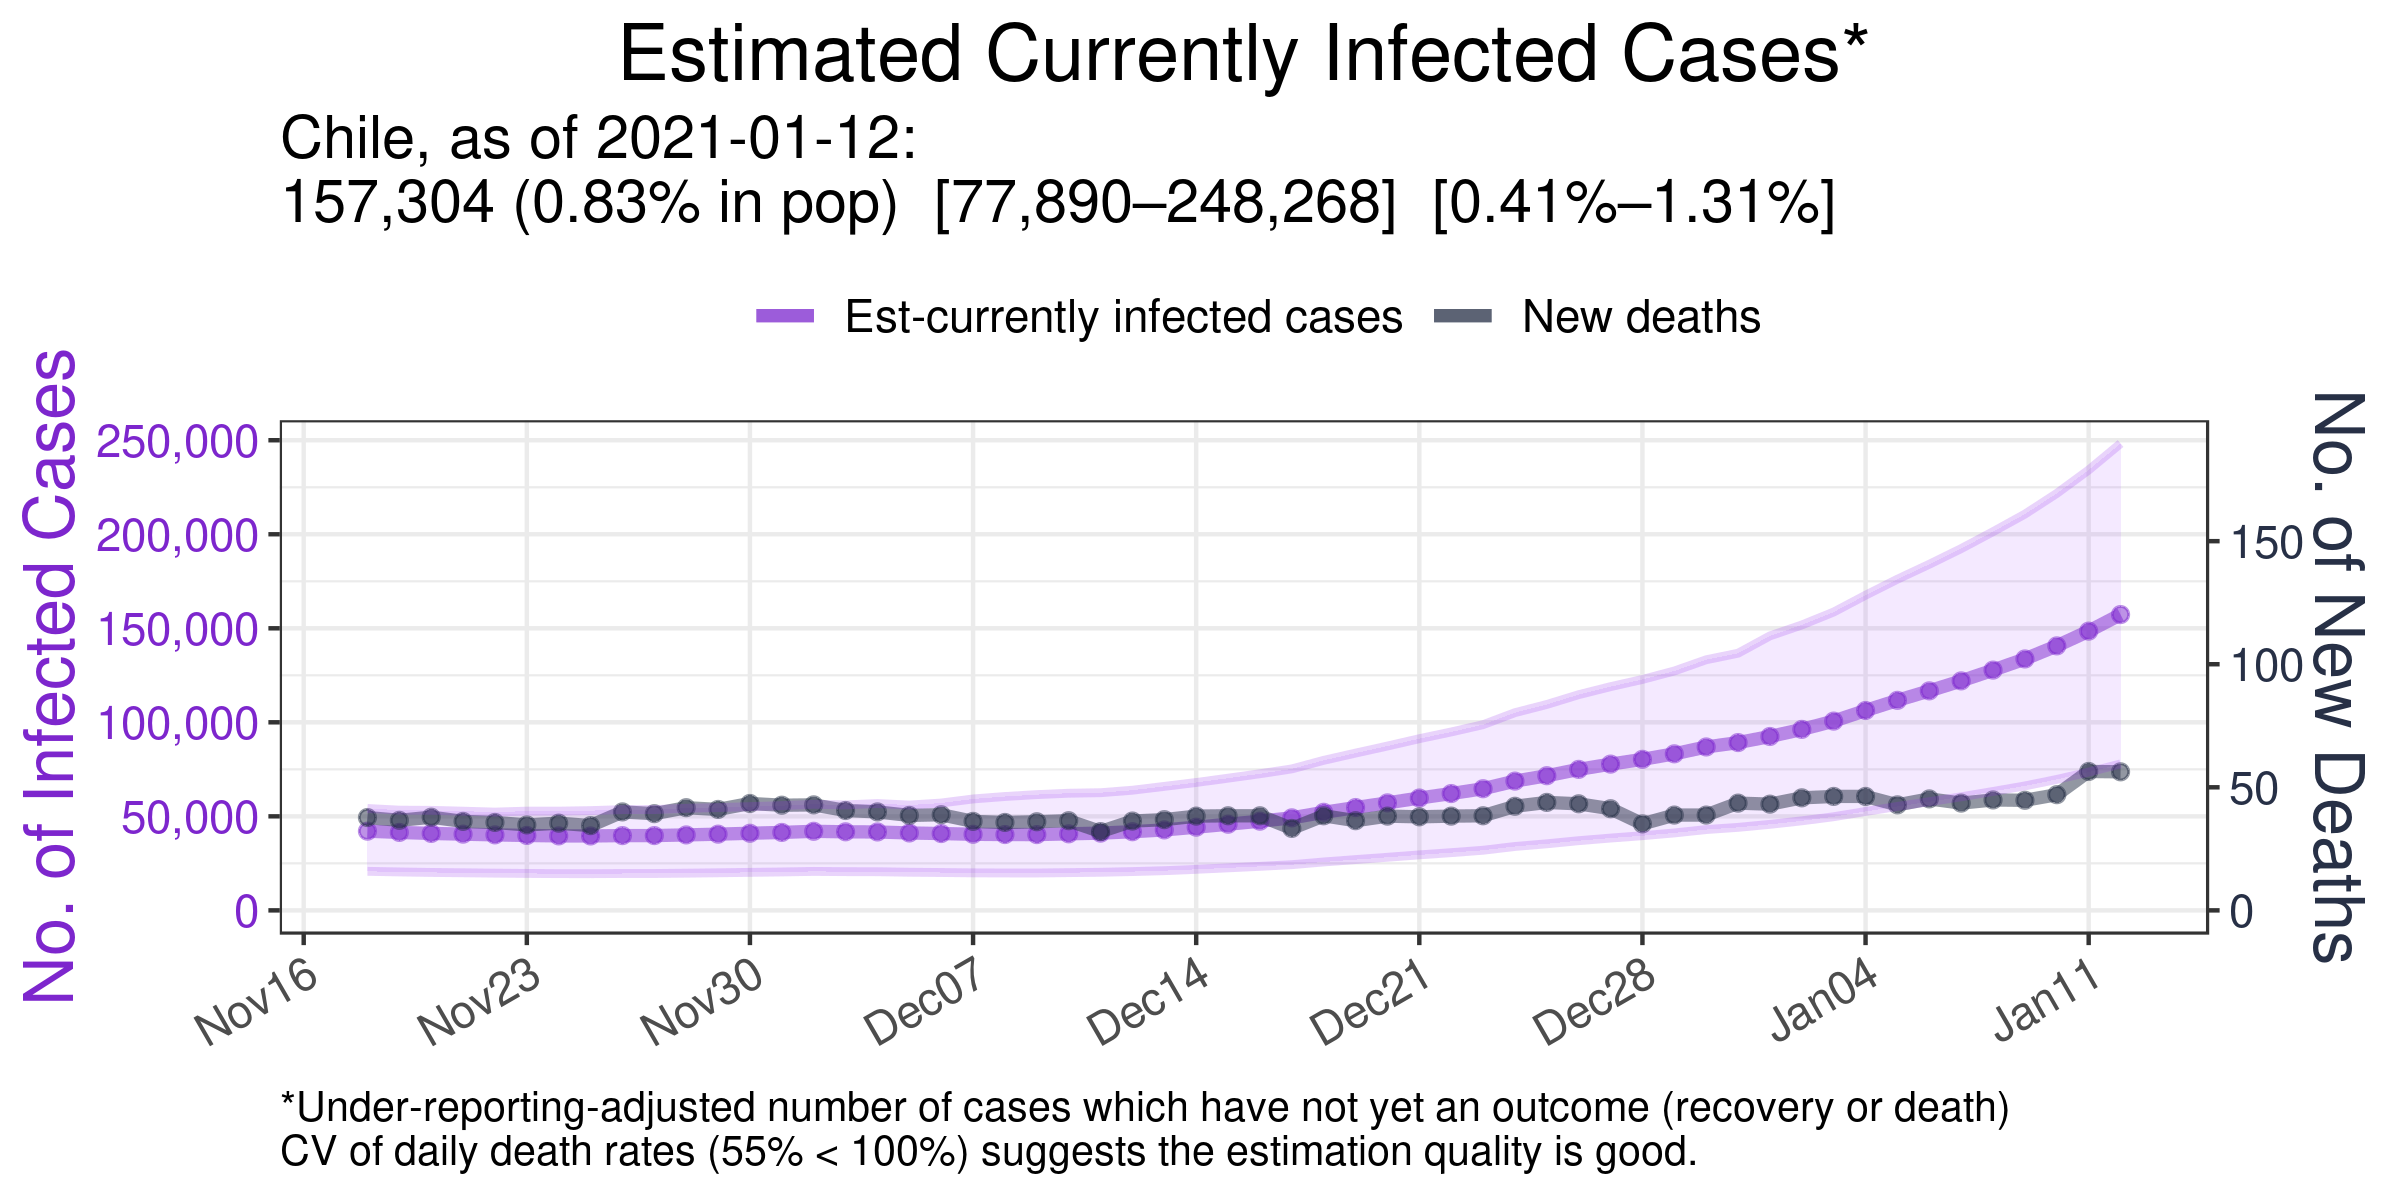 Estimated Currently Infected Cases*
Chile, as of 2021-01-12:
157,304 (0.83% in pop)  [77,890–248,268]  [0.41%–1.31%]
Est-currently infected cases
New deaths
No. of Infected Cases
250,000
200,000
150,000
100,000
50,000
0
No. of New Deaths
150
100
50
0
Nov16
Nov23
Nov30
Dec07
Dec14
Dec21
Dec28
Jan04
Jan11
*Under-reporting-adjusted number of cases which have not yet an outcome (recovery or death)
CV of daily death rates (55% < 100%) suggests the estimation quality is good.